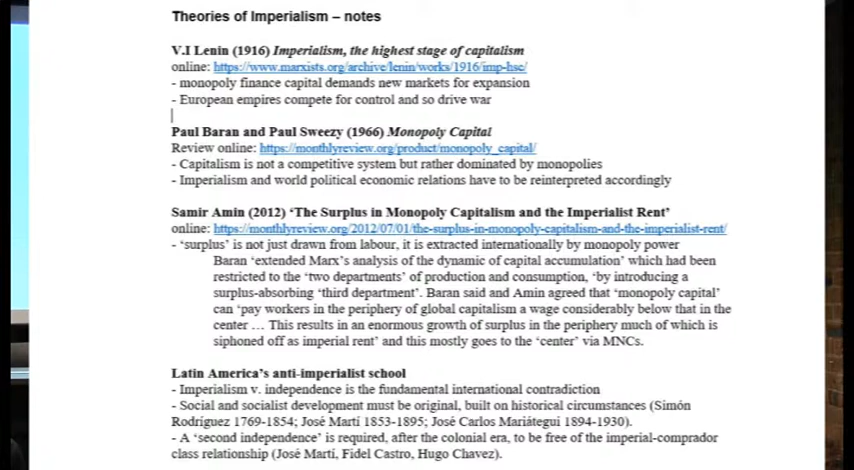 Theories of Imperialism – notes
V.I Lenin (1916) Imperialism, the highest stage of capitalism
online: https://www.marxists.org/archive/lenin/works/1916/imp-hsc/
- monopoly finance capital demands new markets for expansion
- European empires compete for control and so drive war
Paul Baran and Paul Sweezy (1966) Monopoly Capital
Review online: https://monthlyreview.org/product/monopoly_capital/
- Capitalism is not a competitive system but rather dominated by monopolies
- Imperialism and world political economic relations have to be reinterpreted accordingly
Samir Amin (2012) ‘The Surplus in Monopoly Capitalism and the Imperialist Rent’
online: https://monthlyreview.org/2012/07/01/the-surplus-in-monopoly-capitalism-and-the-imperialist-rent/
- ‘surplus’ is not just drawn from labour, it is extracted internationally by monopoly power
Baran ‘extended Marx’s analysis of the dynamic of capital accumulation’ which had been
restricted to the ‘two departments’ of production and consumption, ‘by introducing a
surplus-absorbing ‘third department’. Baran said and Amin agreed that ‘monopoly capital’
can ‘pay workers in the periphery of global capitalism a wage considerably below that in the
center … This results in an enormous growth of surplus in the periphery much of which is
siphoned off as imperial rent’ and this mostly goes to the ‘center’ via MNCs.
Latin America’s anti-imperialist school
- Imperialism v. independence is the fundamental international contradiction
- Social and socialist development must be original, built on historical circumstances (Simón
Rodríguez 1769-1854; José Martí 1853-1895; José Carlos Mariátegui 1894-1930).
- A ‘second independence’ is required, after the colonial era, to be free of the imperial-comprador
class relationship (José Martí, Fidel Castro, Hugo Chavez).